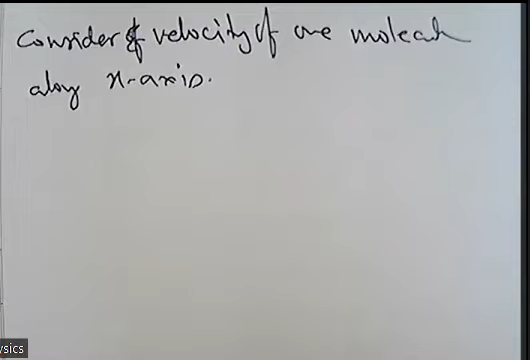 Consider velocity of one molecule
along x-axis.
ysics